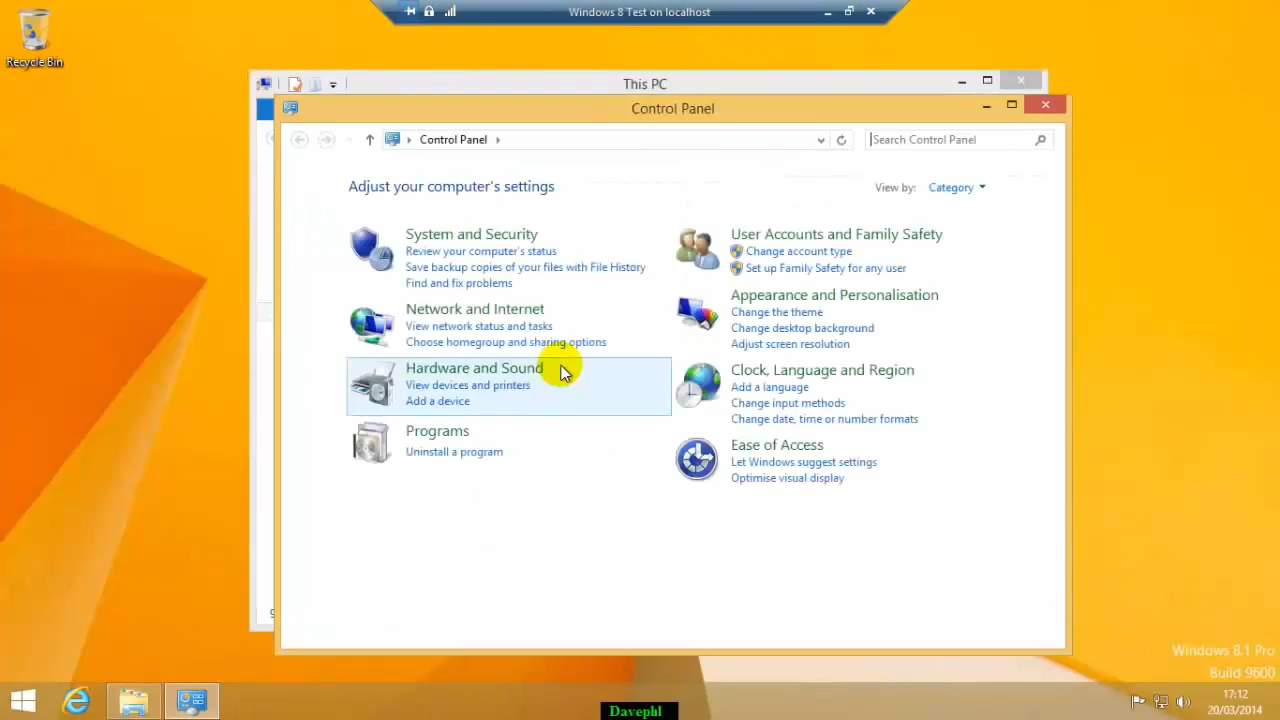 Windows 8 Test on localhost
Recycle Bin
This PC
Control Panel
Control Panel
Search Control Panel
Adjust your computer's settings
View by: Category
System and Security
Review your computer's status
Save backup copies of your files with File History
Find and fix problems
Network and Internet
View network status and tasks
Choose homegroup and sharing options
Hardware and Sound
View devices and printers
Add a device
Programs
Uninstall a program
User Accounts and Family Safety
Change account type
Set up Family Safety for any user
Appearance and Personalisation
Change the theme
Change desktop background
Adjust screen resolution
Clock, Language and Region
Add a language
Change input methods
Change date, time or number formats
Ease of Access
Let Windows suggest settings
Optimise visual display
Windows 8.1 Pro
Build 9600
17:12
20/03/2014
Davephl